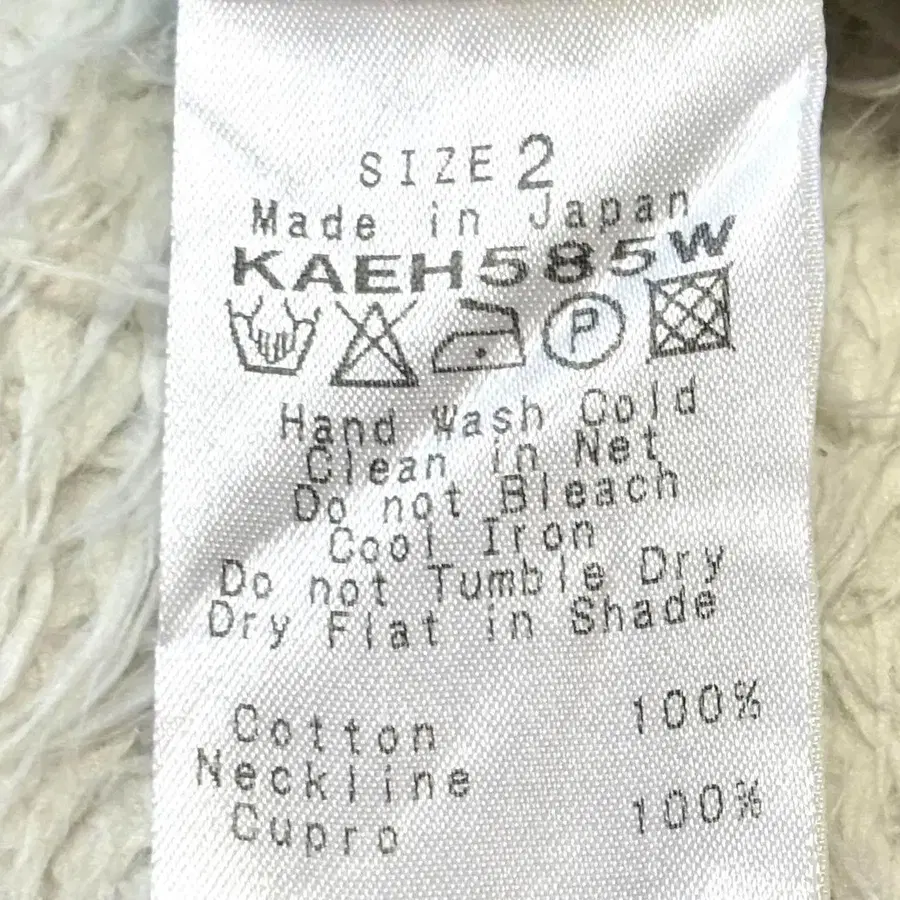 SIZE 2
Made in Japan
KAEH585W
P
Hand Wash Cold
Clean in Net
Do not Bleach
Cool Iron
Do not Tumble Dry
Dry Flat in Shade
Cotton 100%
Neckline
Cupro 100%